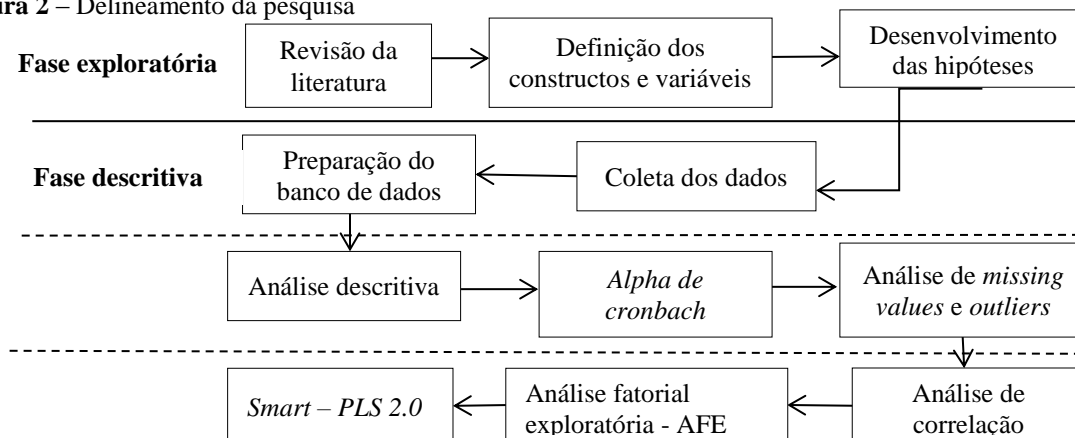 ura 2 – Delineamento da pesquisa
Fase exploratória
Revisão da
literatura
Definição dos
constructos e variáveis
Desenvolvimento
das hipóteses
Fase descritiva
Preparação do
banco de dados
Coleta dos dados
Análise descritiva
Alpha de
cronbach
Análise de missing
values e outliers
Smart – PLS 2.0
Análise fatorial
exploratória - AFE
Análise de
correlação